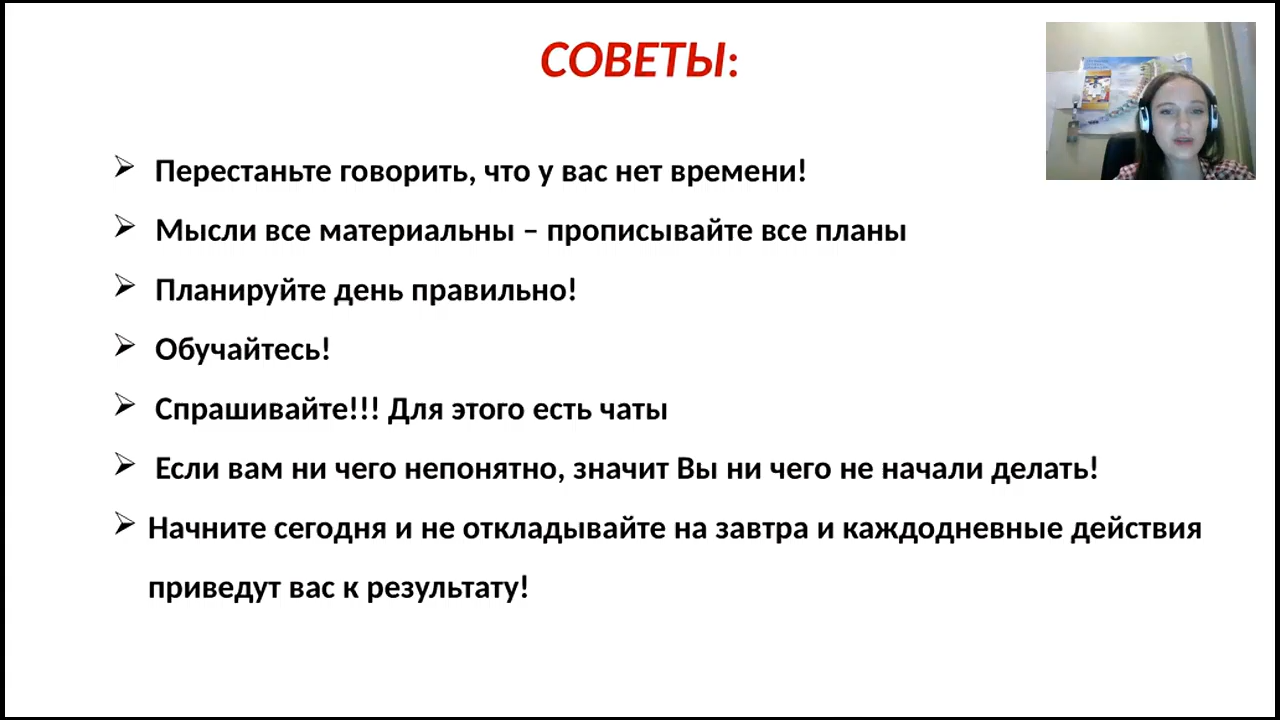 СОВЕТЫ:
Перестаньте говорить, что у вас нет времени!
Мысли все материальны – прописывайте все планы
Планируйте день правильно!
Обучайтесь!
Спрашивайте!!! Для этого есть чаты
Если вам ни чего непонятно, значит Вы ни чего не начали делать!
Начните сегодня и не откладывайте на завтра и каждодневные действия
приведут вас к результату!